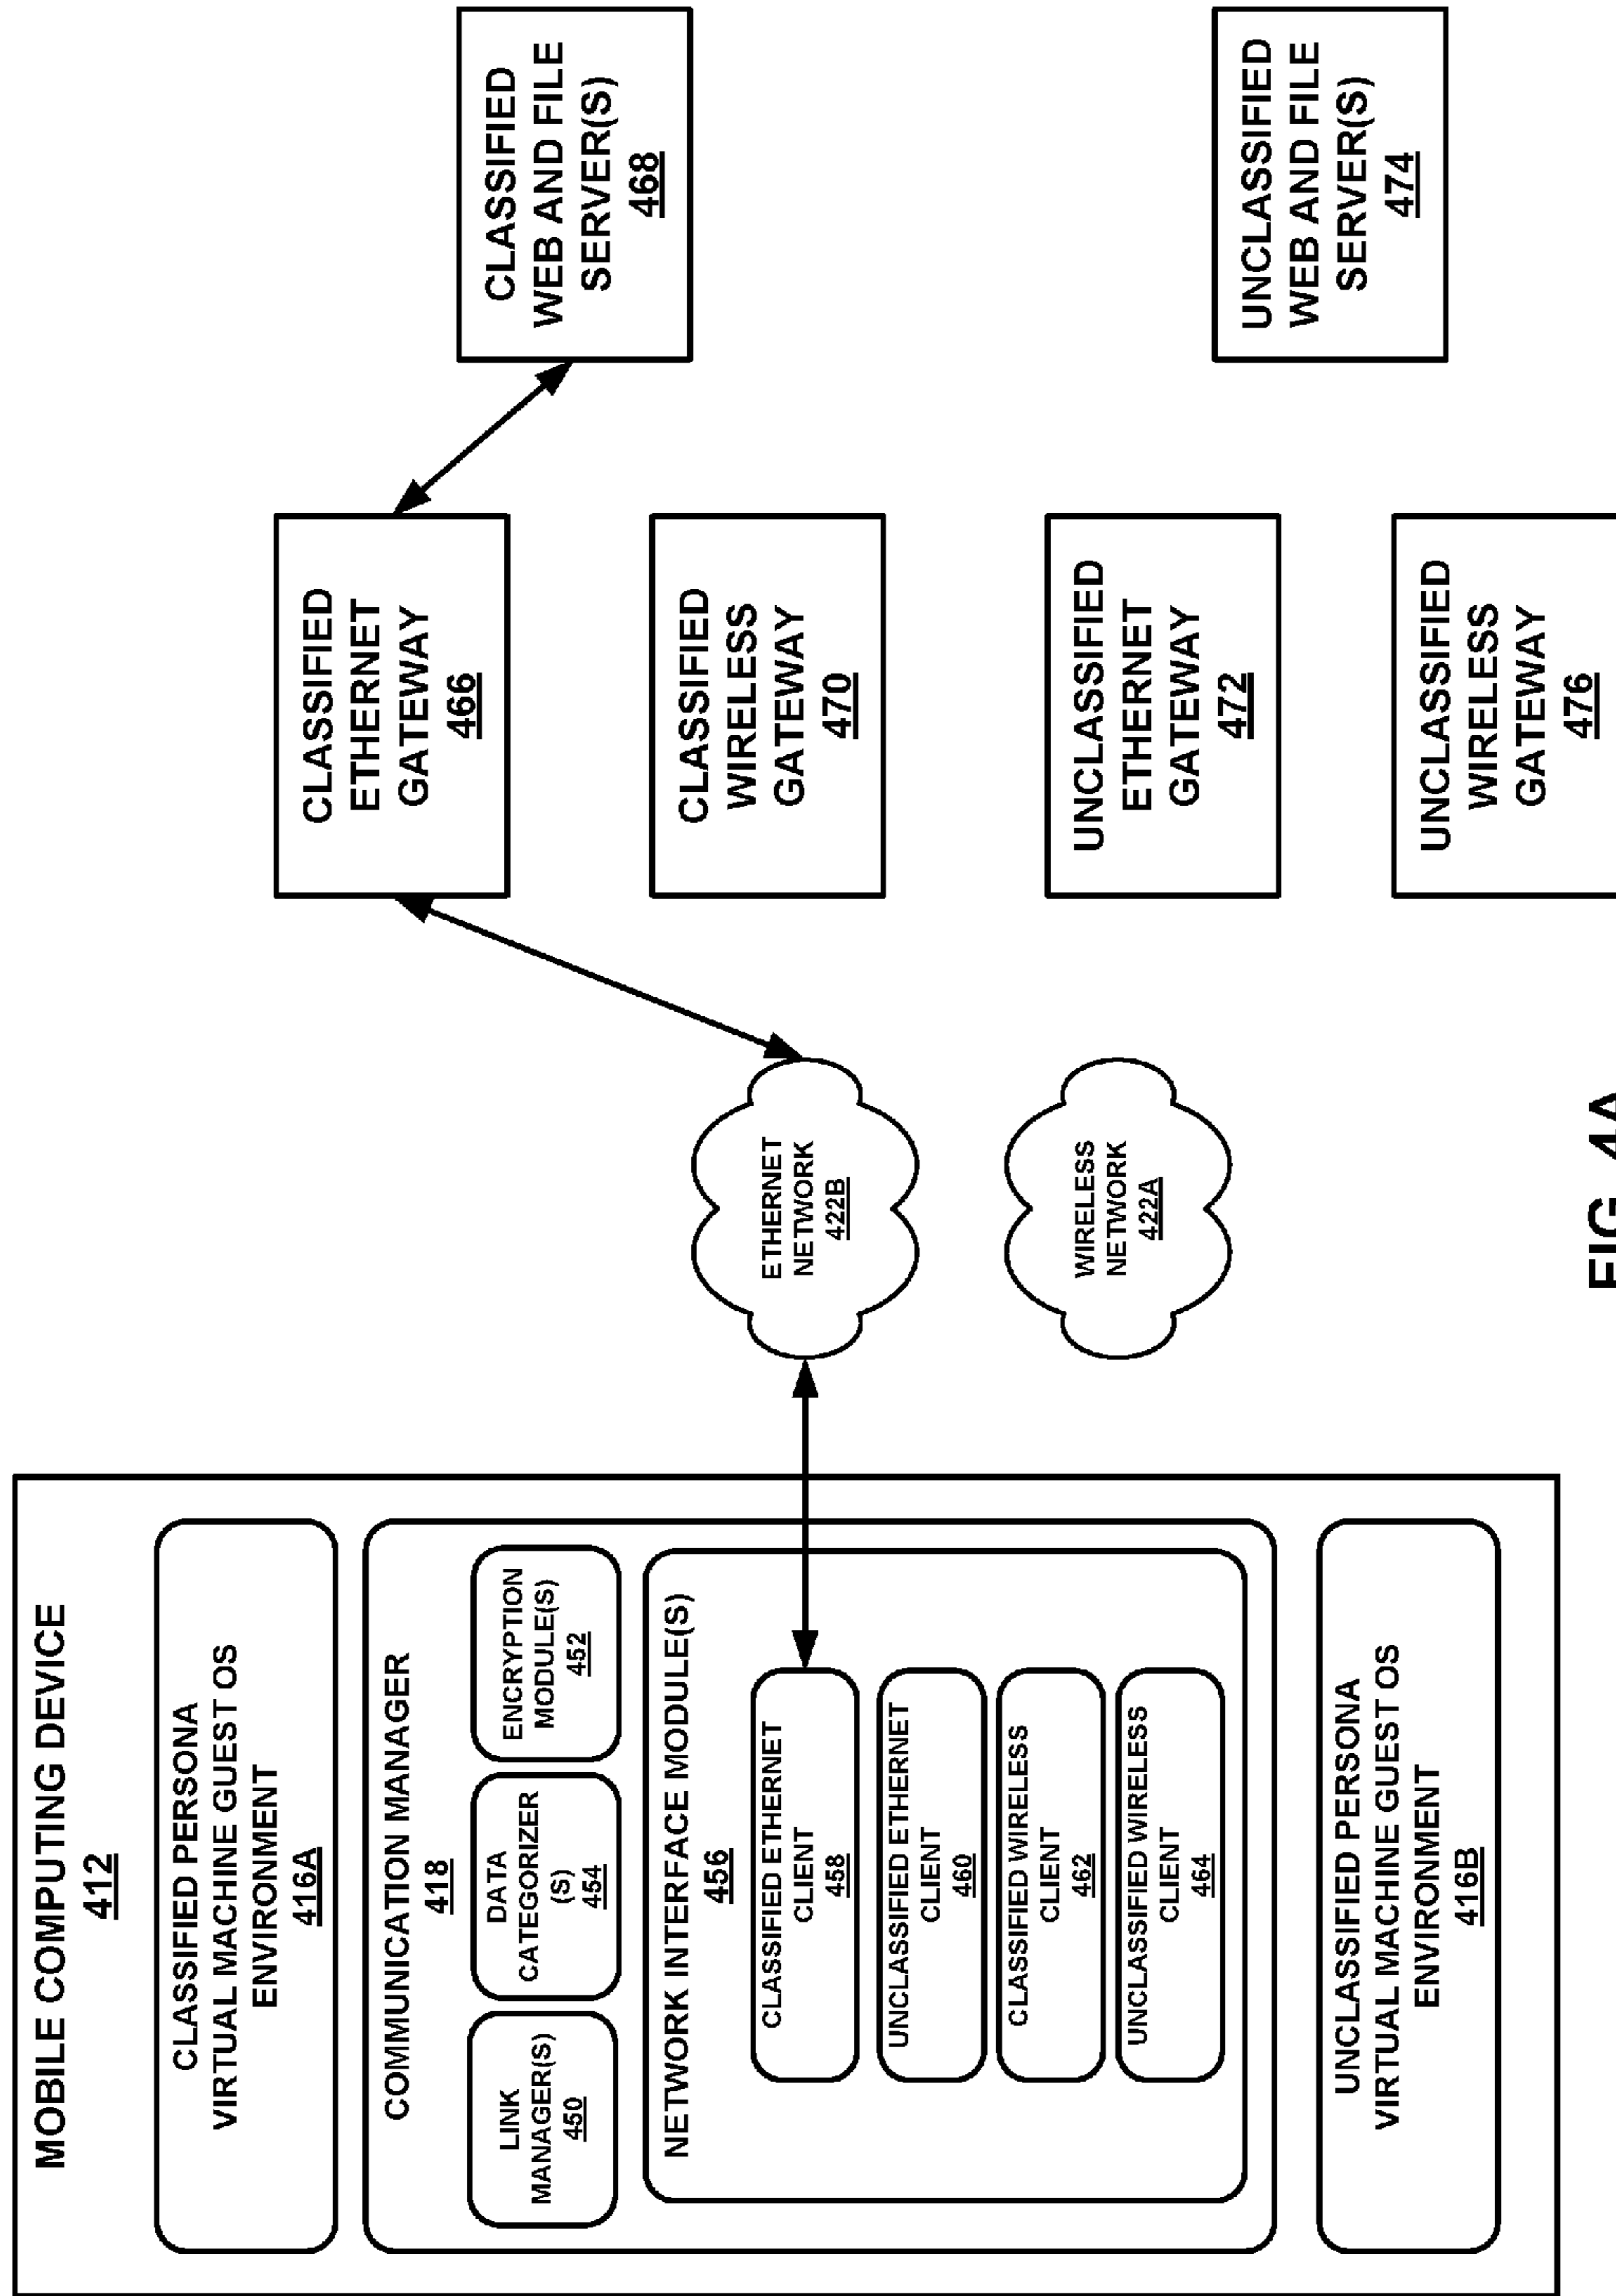 MOBILE COMPUTING DEVICE
412
CLASSIFIED PERSONA
VIRTUAL MACHINE GUEST OS
ENVIRONMENT
416A
COMMUNICATION MANAGER
418
LINK
MANAGER(S)
450
DATA
CATEGORIZER
(S)
454
ENCRYPTION
MODULE(S)
452
NETWORK INTERFACE MODULE(S)
456
CLASSIFIED ETHERNET
CLIENT
458
UNCLASSIFIED ETHERNET
CLIENT
460
CLASSIFIED WIRELESS
CLIENT
462
UNCLASSIFIED WIRELESS
CLIENT
464
UNCLASSIFIED PERSONA
VIRTUAL MACHINE GUEST OS
ENVIRONMENT
416B
ETHERNET
NETWORK
422B
WIRELESS
NETWORK
422A
CLASSIFIED
ETHERNET
GATEWAY
466
CLASSIFIED
WIRELESS
GATEWAY
470
UNCLASSIFIED
ETHERNET
GATEWAY
472
UNCLASSIFIED
WIRELESS
GATEWAY
476
CLASSIFIED
WEB AND FILE
SERVER(S)
468
UNCLASSIFIED
WEB AND FILE
SERVER(S)
474
FIG. 4A